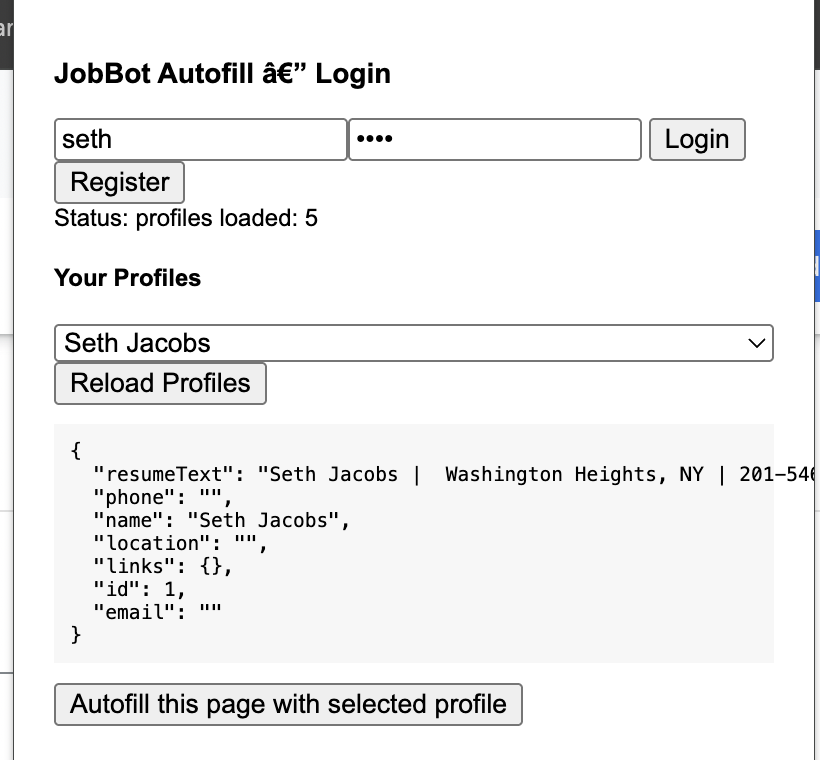 JobBot Autofill â€” Login
seth •••• Login
Register
Status: profiles loaded: 5
Your Profiles
Seth Jacobs
Reload Profiles
{
"resumeText": "Seth Jacobs | Washington Heights, NY | 201-546
"phone": "",
"name": "Seth Jacobs",
"location": "",
"links": {},
"id": 1,
"email": ""
}
Autofill this page with selected profile